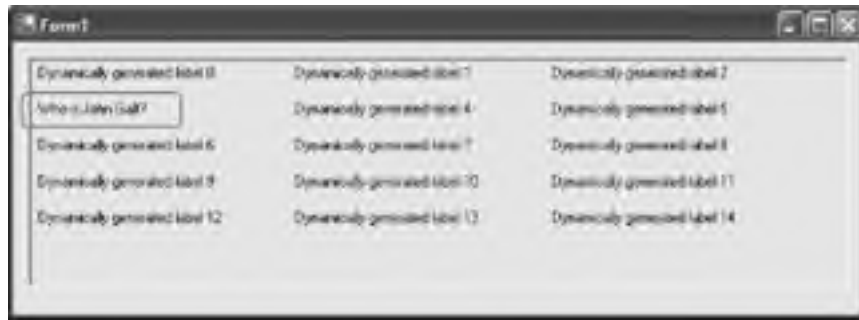 Form1
Dynamically generated label 0 Dynamically generated label 1 Dynamically generated label 2
Who is John Galt? Dynamically generated label 4 Dynamically generated label 5
Dynamically generated label 6 Dynamically generated label 7 Dynamically generated label 8
Dynamically generated label 9 Dynamically generated label 10 Dynamically generated label 11
Dynamically generated label 12 Dynamically generated label 13 Dynamically generated label 14